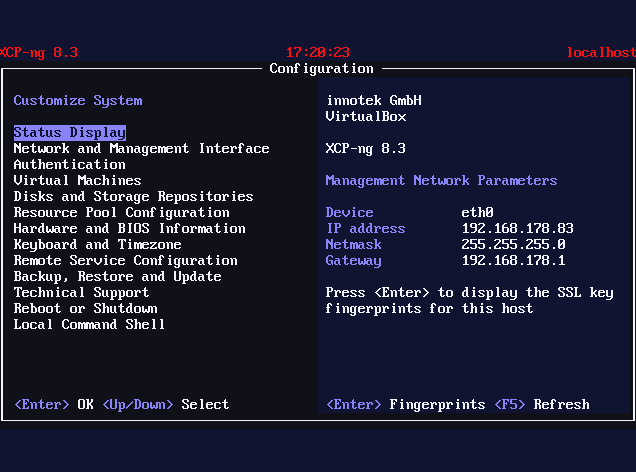 XCP-ng 8.3 17:20:23 localhost
Configuration
Customize System
Status Display
Network and Management Interface
Authentication
Virtual Machines
Disks and Storage Repositories
Resource Pool Configuration
Hardware and BIOS Information
Keyboard and Timezone
Remote Service Configuration
Backup, Restore and Update
Technical Support
Reboot or Shutdown
Local Command Shell
<Enter> OK <Up/Down> Select
innotek GmbH
VirtualBox
XCP-ng 8.3
Management Network Parameters
Device eth0
IP address 192.168.178.83
Netmask 255.255.255.0
Gateway 192.168.178.1
Press <Enter> to display the SSL key
fingerprints for this host
<Enter> Fingerprints <F5> Refresh